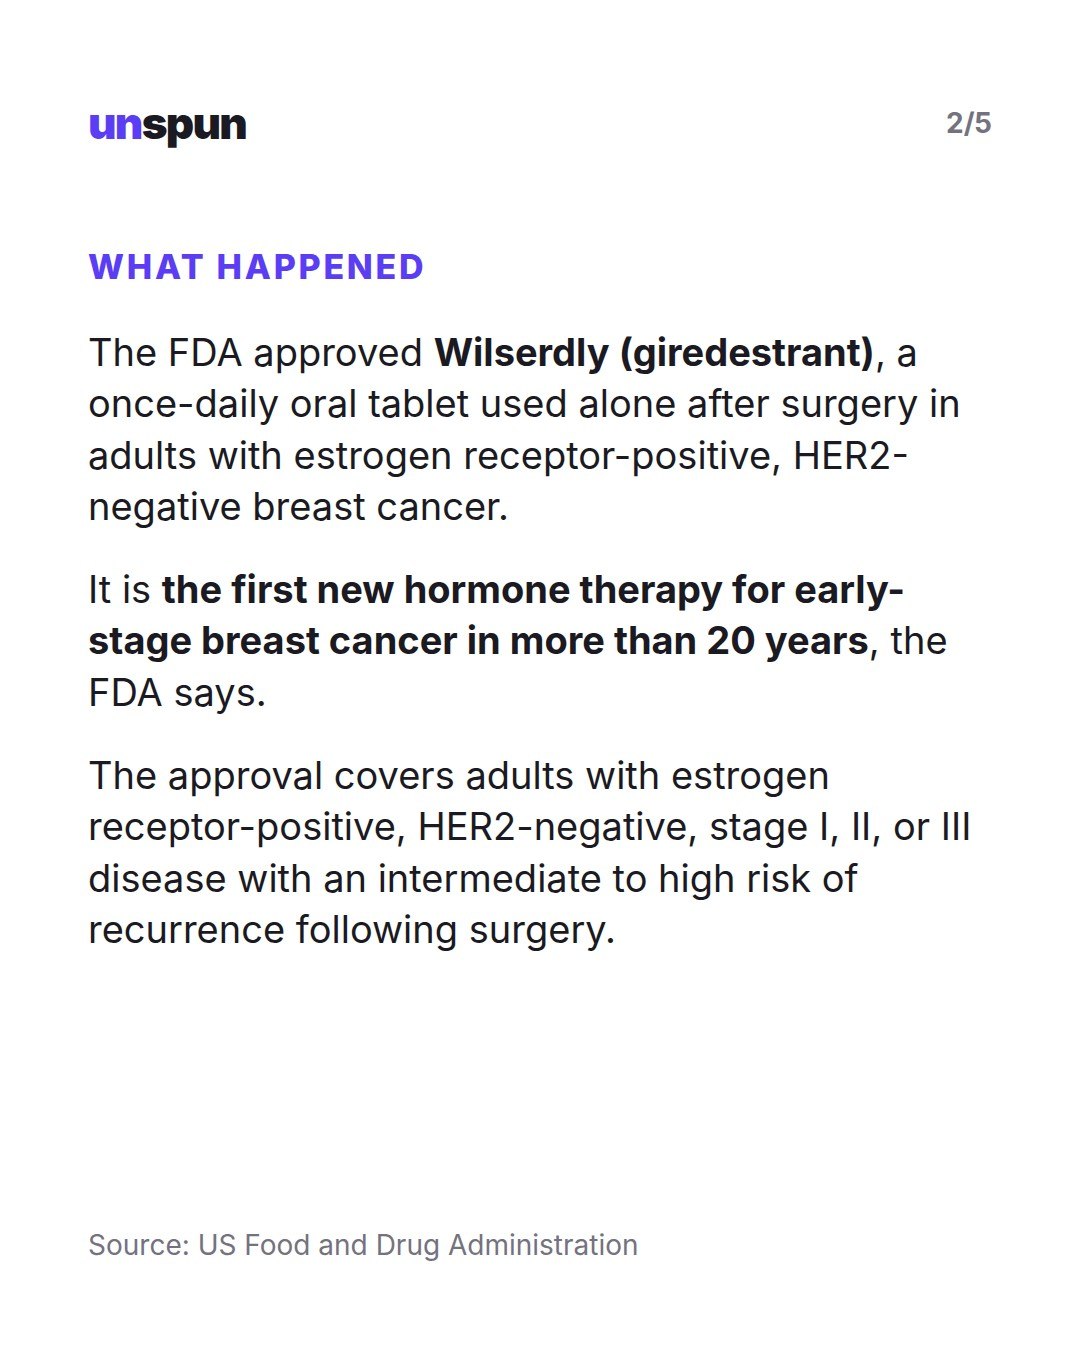 unspun
2/5
WHAT HAPPENED
The FDA approved Wilserdly (giredestrant), a
once-daily oral tablet used alone after surgery in
adults with estrogen receptor-positive, HER2-
negative breast cancer.
It is the first new hormone therapy for early-
stage breast cancer in more than 20 years, the
FDA says.
The approval covers adults with estrogen
receptor-positive, HER2-negative, stage I, II, or III
disease with an intermediate to high risk of
recurrence following surgery.
Source: US Food and Drug Administration